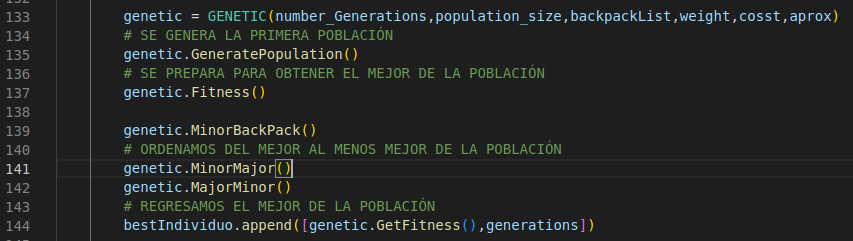 133 genetic = GENETIC(number_Generations,population_size,backpackList,weight,cosst,aprox)
134 # SE GENERA LA PRIMERA POBLACIÓN
135 genetic.GeneratePopulation()
136 # SE PREPARA PARA OBTENER EL MEJOR DE LA POBLACIÓN
137 genetic.Fitness()
138
139 genetic.MinorBackPack()
140 # ORDENAMOS DEL MEJOR AL MENOS MEJOR DE LA POBLACIÓN
141 genetic.MinorMajor()
142 genetic.MajorMinor()
143 # REGRESAMOS EL MEJOR DE LA POBLACIÓN
144 bestIndividuo.append([genetic.GetFitness(),generations])